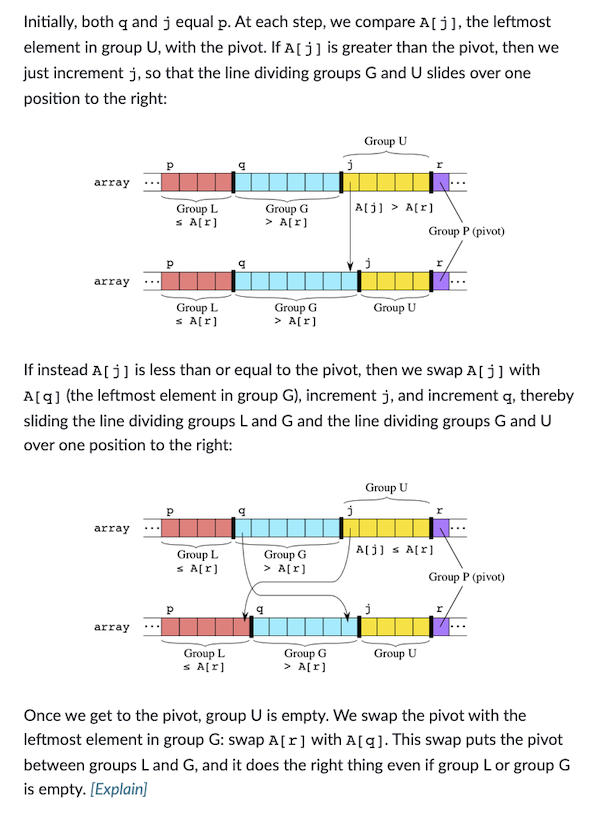 Initially, both q and j equal p. At each step, we compare A[j], the leftmost
element in group U, with the pivot. If A[j] is greater than the pivot, then we
just increment j, so that the line dividing groups G and U slides over one
position to the right:
Group U
p q j r
array ... ...
Group L Group G A[j] > A[r]
≤ A[r] > A[r]
Group P (pivot)
p q j r
array ... ...
Group L Group G Group U
≤ A[r] > A[r]
If instead A[j] is less than or equal to the pivot, then we swap A[j] with
A[q] (the leftmost element in group G), increment j, and increment q, thereby
sliding the line dividing groups L and G and the line dividing groups G and U
over one position to the right:
Group U
p q j r
array ... ...
Group L Group G A[j] ≤ A[r]
≤ A[r] > A[r]
Group P (pivot)
p q j r
array ... ...
Group L Group G Group U
≤ A[r] > A[r]
Once we get to the pivot, group U is empty. We swap the pivot with the
leftmost element in group G: swap A[r] with A[q]. This swap puts the pivot
between groups L and G, and it does the right thing even if group L or group G
is empty. [Explain]